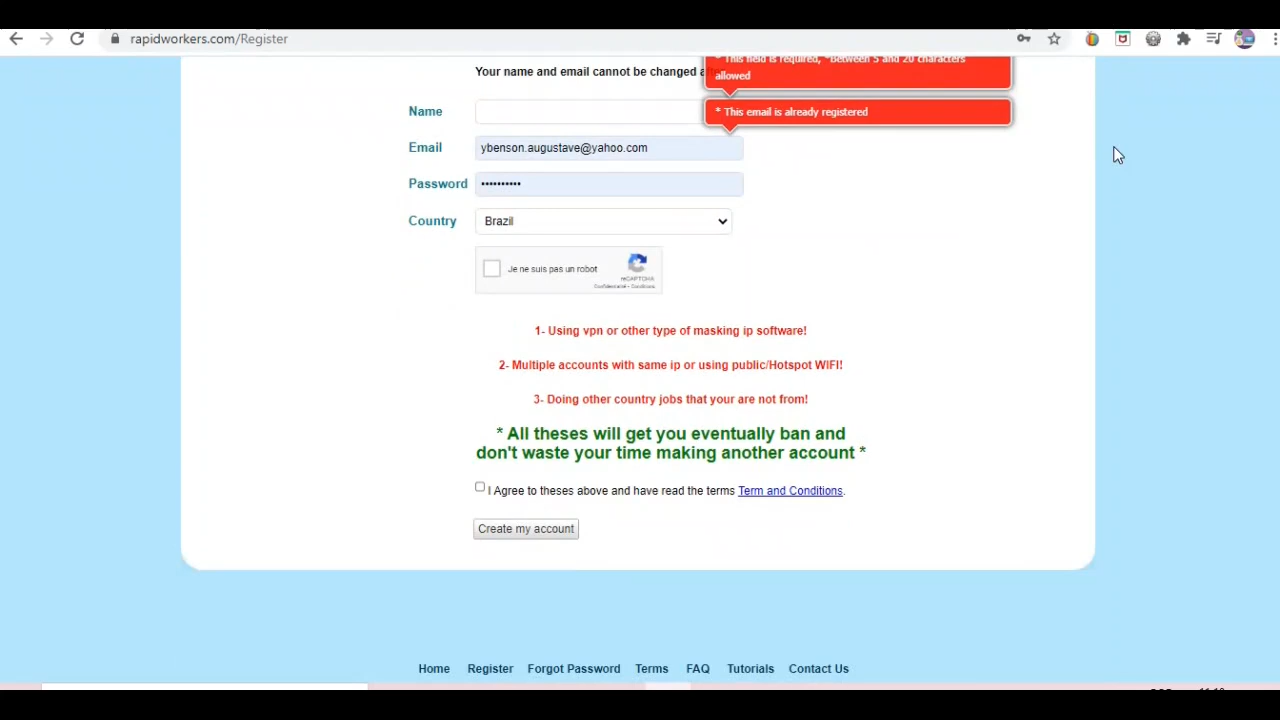 rapidworkers.com/Register
* This field is required, *Between 5 and 20 characters
allowed
Your name and email cannot be changed
Name
* This email is already registered
Email
ybenson.augustave@yahoo.com
Password
••••••••••
Country
Brazil
Je ne suis pas un robot
reCAPTCHA
Confidentialité - Conditions
1- Using vpn or other type of masking ip software!
2- Multiple accounts with same ip or using public/Hotspot WIFI!
3- Doing other country jobs that your are not from!
* All theses will get you eventually ban and
don't waste your time making another account *
I Agree to theses above and have read the terms Term and Conditions.
Create my account
Home Register Forgot Password Terms FAQ Tutorials Contact Us